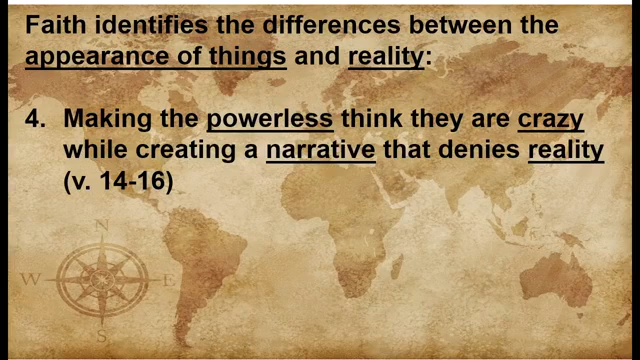 Faith identifies the differences between the
appearance of things and reality:
4. Making the powerless think they are crazy
while creating a narrative that denies reality
(v. 14-16)
N
W E
S